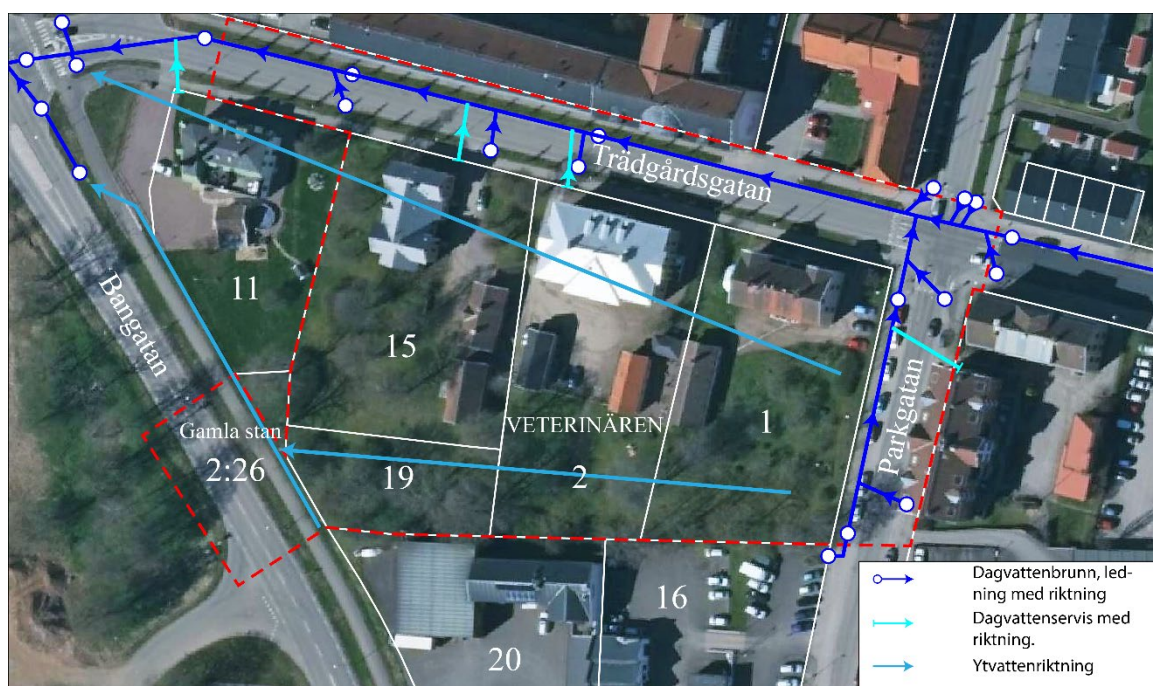 Trädgårdsgatan
Bangatan
11
15
Gamla stan
2:26
19
VETERINÄREN
2
1
Parkgatan
16
20
Dagvattenbrunn, led-
ning med riktning
Dagvattenservis med
riktning.
Ytvattenriktning